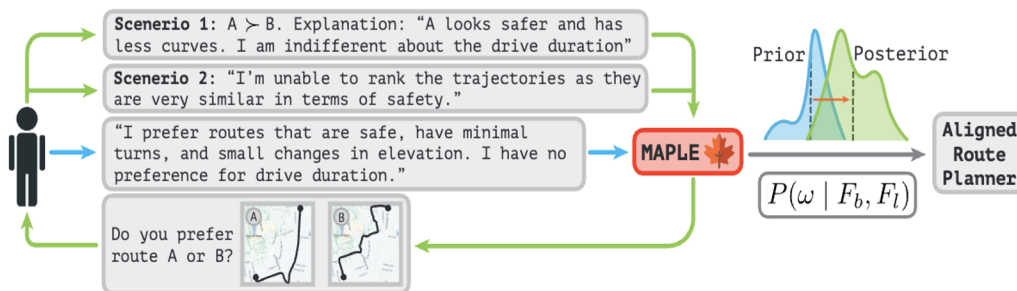 Scenerio 1: A ≻ B. Explanation: “A looks safer and has
less curves. I am indifferent about the drive duration”
Scenario 2: “I’m unable to rank the trajectories as they
are very similar in terms of safety.”
“I prefer routes that are safe, have minimal
turns, and small changes in elevation. I have no
preference for drive duration.”
Do you prefer
route A or B?
A
B
MAPLE
Prior
Posterior
P(ω | F_b, F_l)
Aligned
Route
Planner